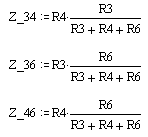 Z_34 := R4· R3
R3 + R4 + R6
Z_36 := R3· R6
R3 + R4 + R6
Z_46 := R4· R6
R3 + R4 + R6